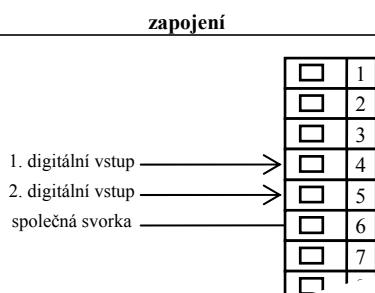 zapojení
1
2
3
1. digitální vstup 4
2. digitální vstup 5
společná svorka 6
7